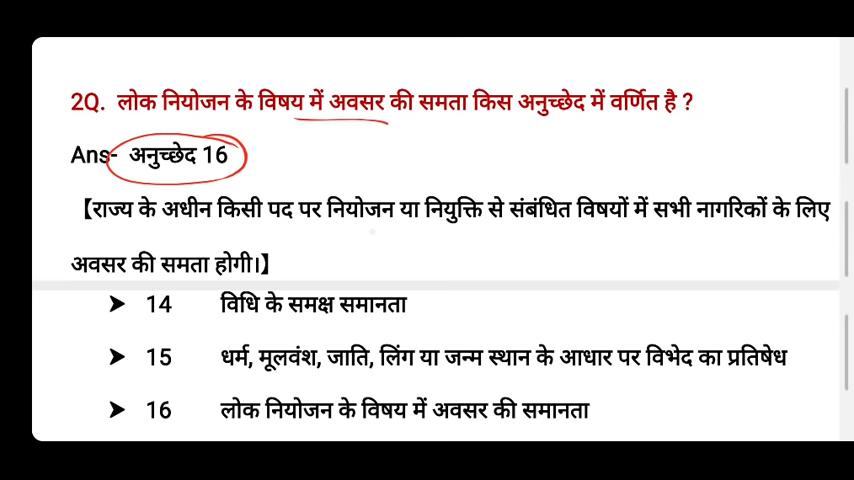 2Q. लोक नियोजन के विषय में अवसर की समता किस अनुच्छेद में वर्णित है ?
Ans- अनुच्छेद 16
【राज्य के अधीन किसी पद पर नियोजन या नियुक्ति से संबंधित विषयों में सभी नागरिकों के लिए
अवसर की समता होगी।】
➤ 14 विधि के समक्ष समानता
➤ 15 धर्म, मूलवंश, जाति, लिंग या जन्म स्थान के आधार पर विभेद का प्रतिषेध
➤ 16 लोक नियोजन के विषय में अवसर की समानता